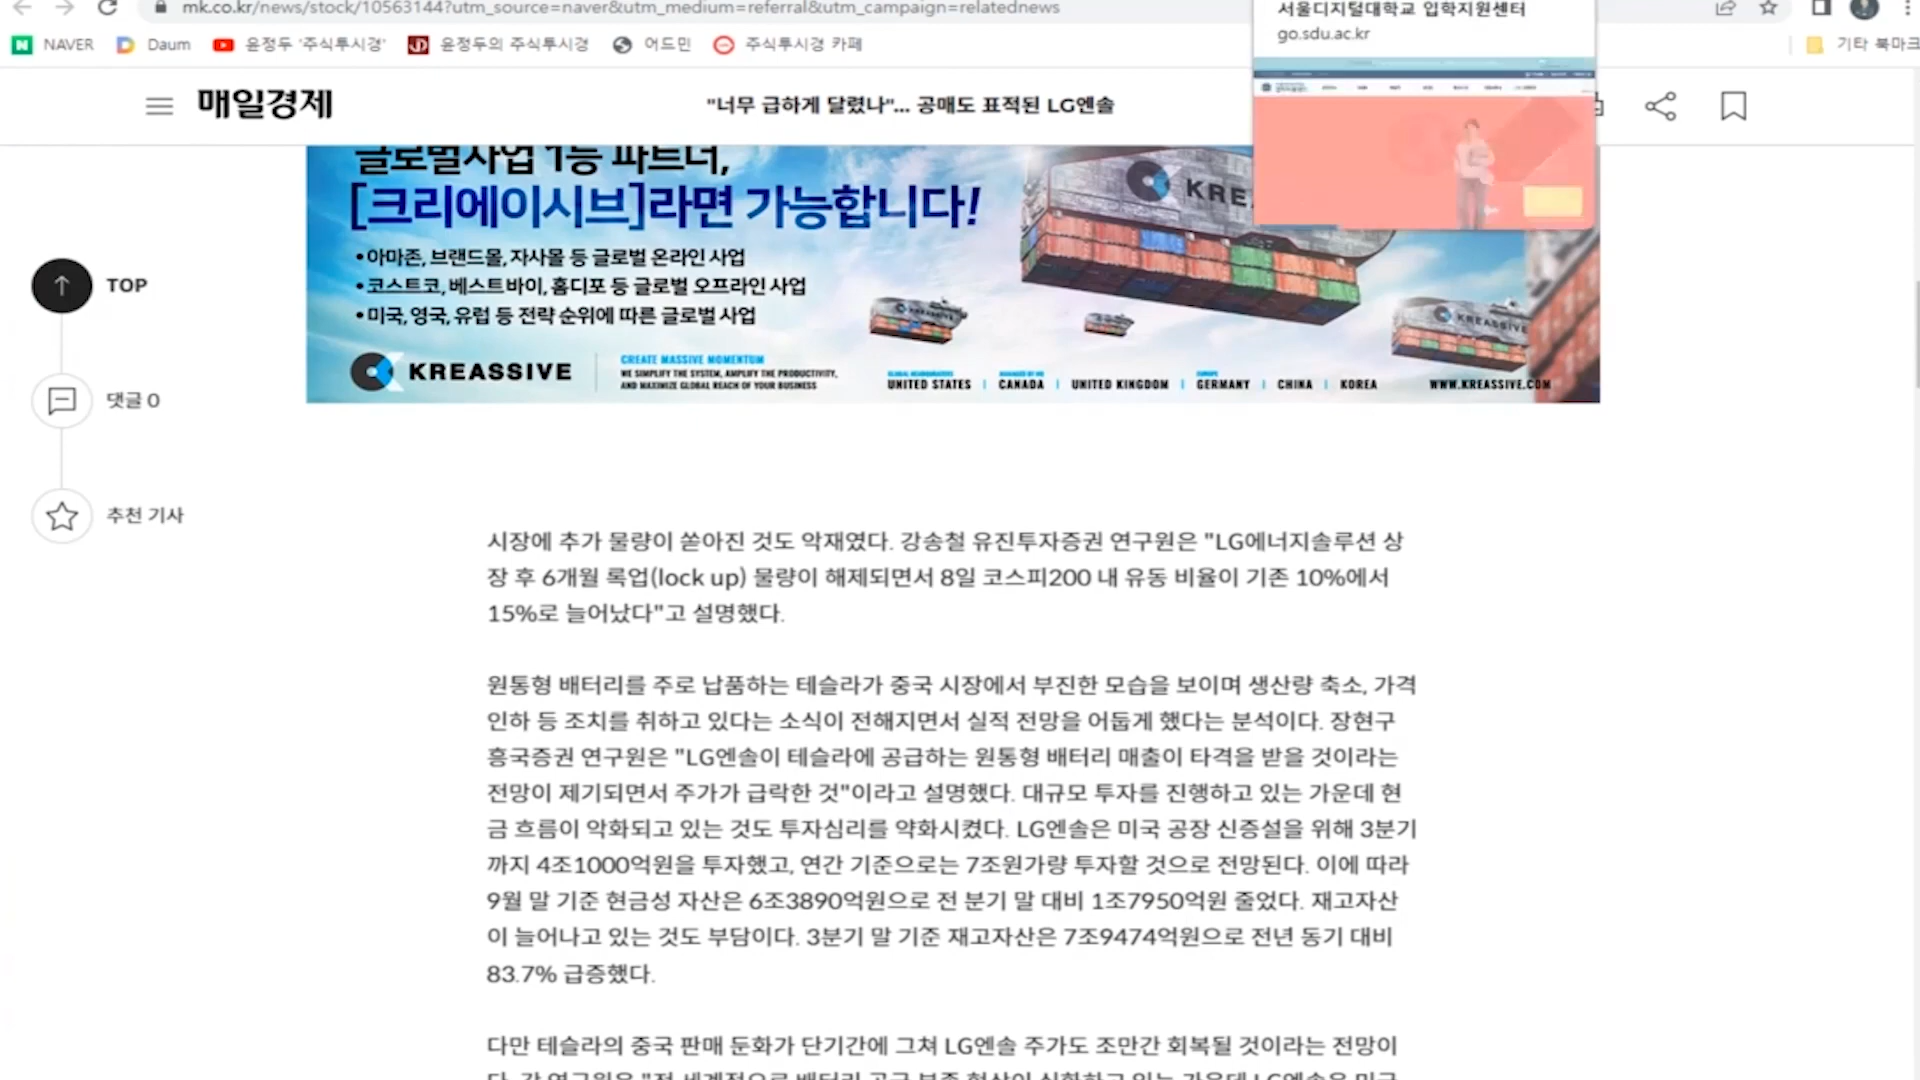 mk.co.kr/news/stock/10563144?utm_source=naver&utm_medium=referral&utm_campaign=relatednews
서울디지털대학교 입학지원센터
go.sdu.ac.kr
NAVER
Daum
윤정두 '주식투시경'
윤정두의 주식투시경
어드민
주식투시경 카페
기타 북마크
매일경제
"너무 급하게 달렸나"... 공매도 표적된 LG엔솔
글로벌사업 1등 파트너,
[크리에이시브]라면 가능합니다!
•아마존, 브랜드몰, 자사몰 등 글로벌 온라인 사업
•코스트코, 베스트바이, 홈디포 등 글로벌 오프라인 사업
•미국, 영국, 유럽 등 전략 순위에 따른 글로벌 사업
KREASSIVE
CREATE MASSIVE MOMENTUM
WE SIMPLIFY THE SYSTEM, AMPLIFY THE PRODUCTIVITY,
AND MAXIMIZE GLOBAL REACH OF YOUR BUSINESS
UNITED STATES | CANADA | UNITED KINGDOM | GERMANY | CHINA | KOREA
WWW.KREASSIVE.COM
KREA
KREASSIVE
KREASSIVE
TOP
댓글 0
추천 기사
시장에 추가 물량이 쏟아진 것도 악재였다. 강송철 유진투자증권 연구원은 "LG에너지솔루션 상
장 후 6개월 록업(lock up) 물량이 해제되면서 8일 코스피200 내 유동 비율이 기존 10%에서
15%로 늘어났다"고 설명했다.
원통형 배터리를 주로 납품하는 테슬라가 중국 시장에서 부진한 모습을 보이며 생산량 축소, 가격
인하 등 조치를 취하고 있다는 소식이 전해지면서 실적 전망을 어둡게 했다는 분석이다. 장현구
흥국증권 연구원은 "LG엔솔이 테슬라에 공급하는 원통형 배터리 매출이 타격을 받을 것이라는
전망이 제기되면서 주가가 급락한 것"이라고 설명했다. 대규모 투자를 진행하고 있는 가운데 현
금 흐름이 악화되고 있는 것도 투자심리를 약화시켰다. LG엔솔은 미국 공장 신증설을 위해 3분기
까지 4조1000억원을 투자했고, 연간 기준으로는 7조원가량 투자할 것으로 전망된다. 이에 따라
9월 말 기준 현금성 자산은 6조3890억원으로 전 분기 말 대비 1조7950억원 줄었다. 재고자산
이 늘어나고 있는 것도 부담이다. 3분기 말 기준 재고자산은 7조9474억원으로 전년 동기 대비
83.7% 급증했다.
다만 테슬라의 중국 판매 둔화가 단기간에 그쳐 LG엔솔 주가도 조만간 회복될 것이라는 전망이